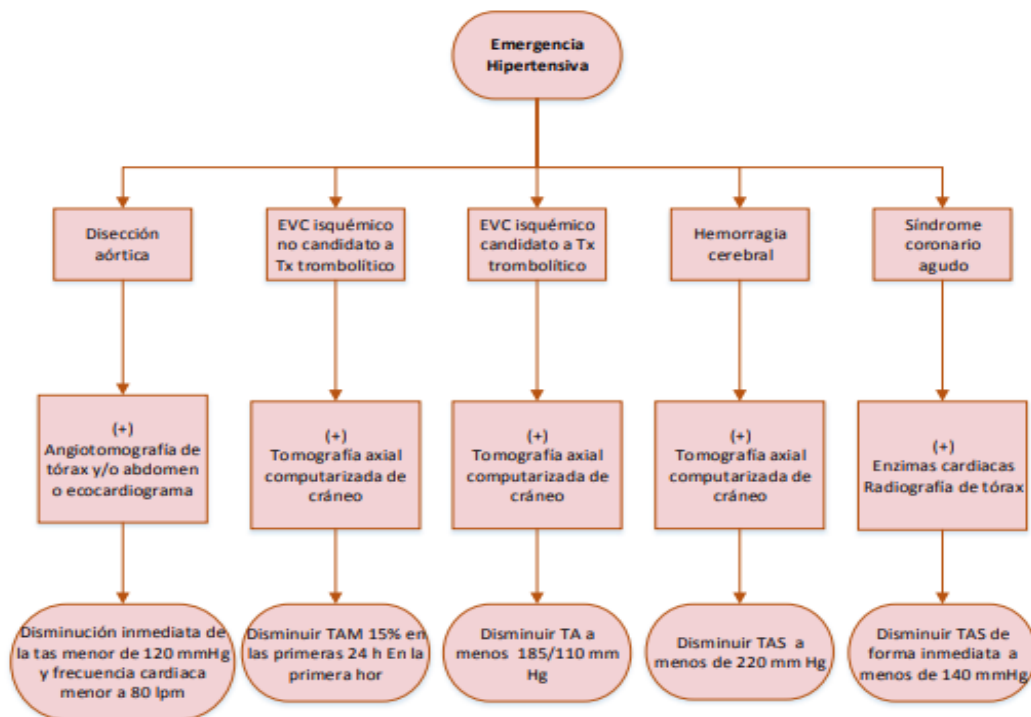 Emergencia
Hipertensiva
Disección
aórtica
EVC isquémico
no candidato a
Tx trombolítico
EVC isquémico
candidato a Tx
trombolítico
Hemorragia
cerebral
Síndrome
coronario
agudo
(+)
Angiotomografía de
tórax y/o abdomen
o ecocardiograma
(+)
Tomografía axial
computarizada de
cráneo
(+)
Tomografía axial
computarizada de
cráneo
(+)
Tomografía axial
computarizada de
cráneo
(+)
Enzimas cardiacas
Radiografía de tórax
Disminución inmediata de
la tas menor de 120 mmHg
y frecuencia cardiaca
menor a 80 lpm
Disminuir TAM 15% en
las primeras 24 h En la
primera hor
Disminuir TA a
menos 185/110 mm
Hg
Disminuir TAS a
menos de 220 mm Hg
Disminuir TAS de
forma inmediata a
menos de 140 mmHg/